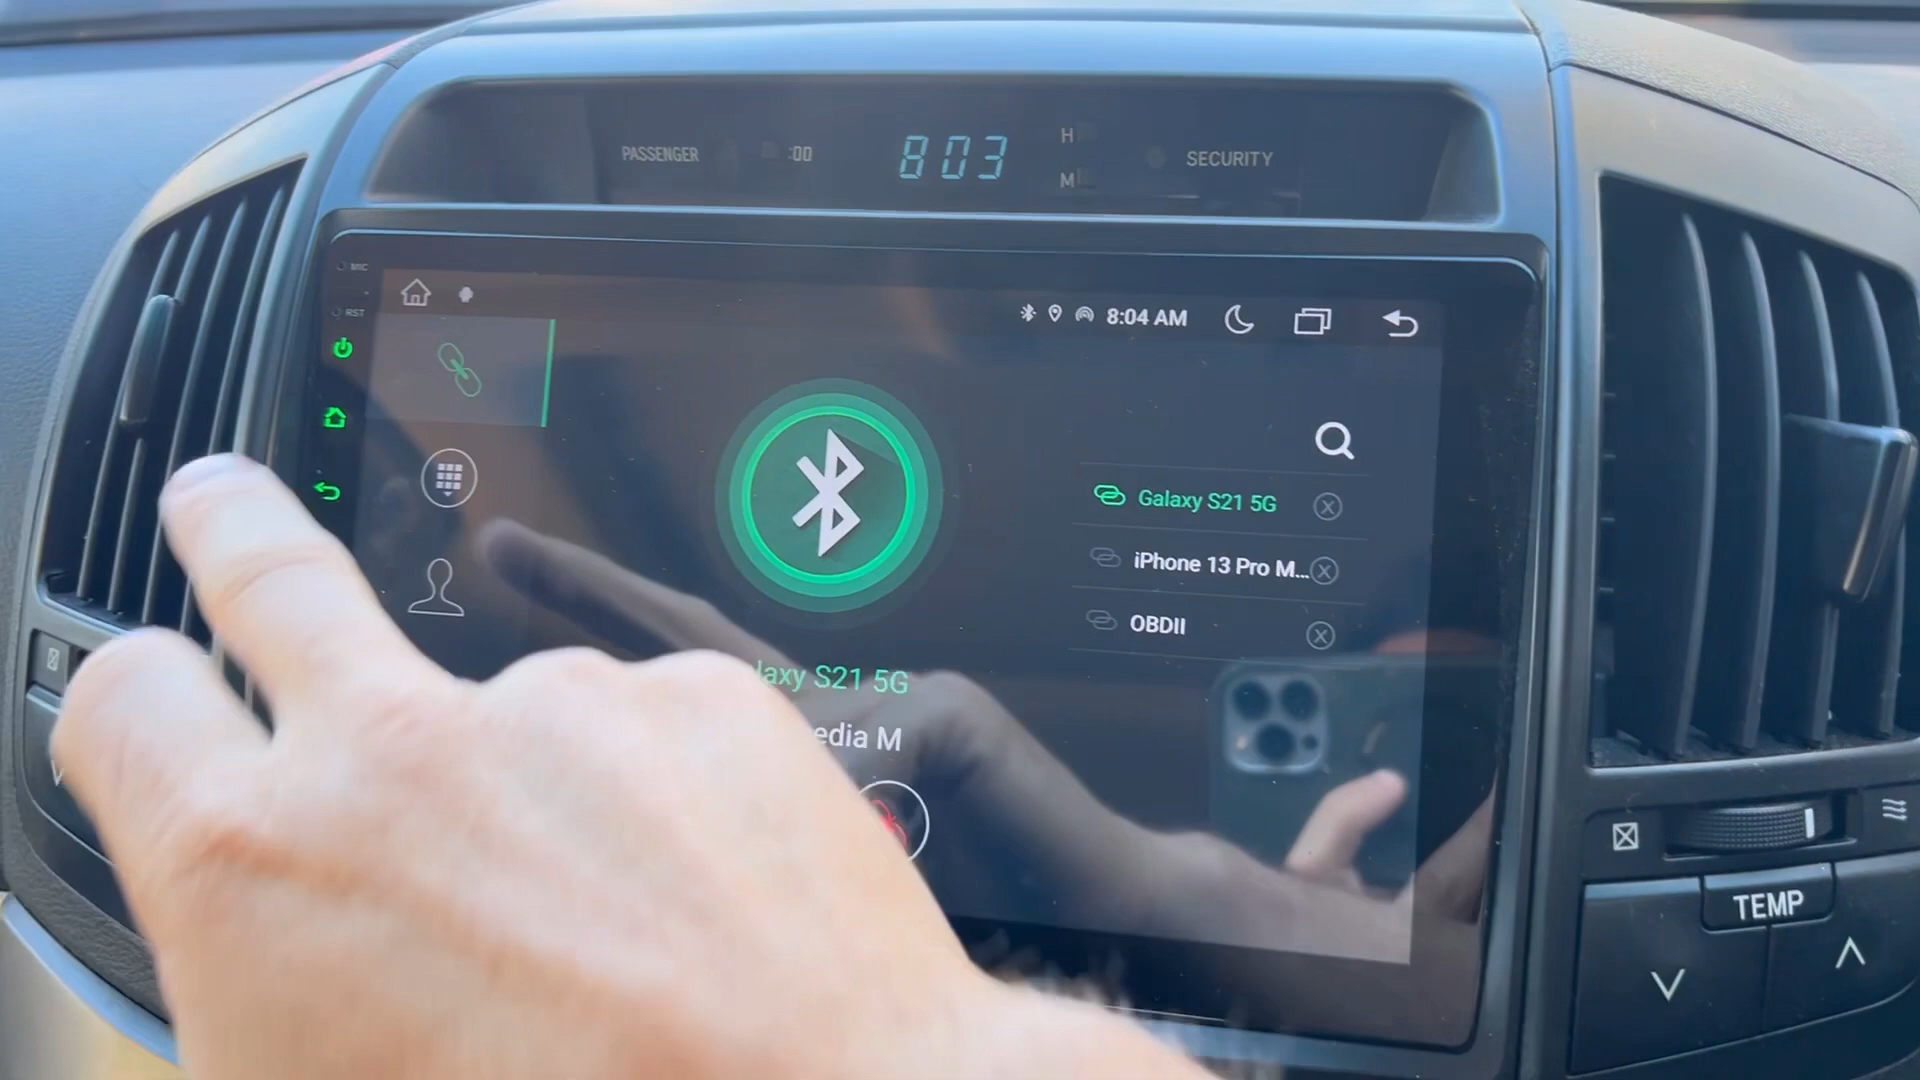 PASSENGER :00 803 H
M
SECURITY
MIC
RST
8:04 AM
Galaxy S21 5G
iPhone 13 Pro M...
OBDII
laxy S21 5G
edia M
TEMP